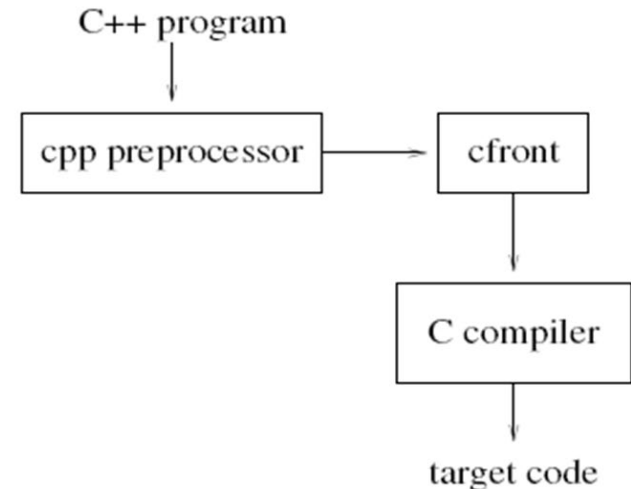 C++ program
cpp preprocessor
cfront
C compiler
target code